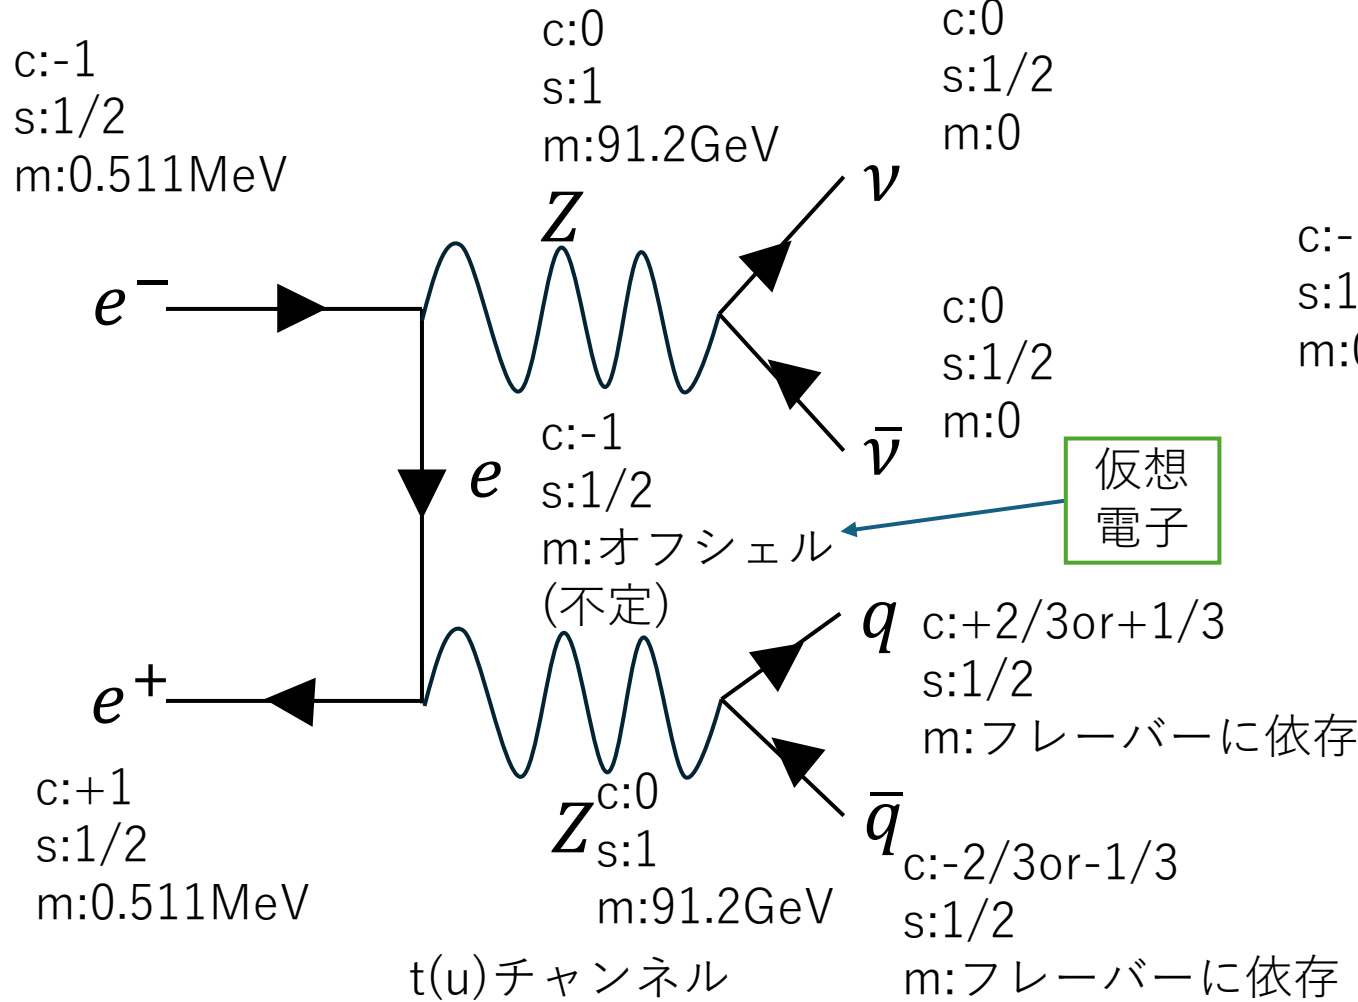 c:-1
s:1/2
m:0.511MeV
c:0
s:1
m:91.2GeV
c:0
s:1/2
m:0
Z
ν
e⁻
c:0
s:1/2
m:0
ν̄
c:-
s:1
e
c:-1
s:1/2
m:オフシェル
(不定)
仮想
電子
q
c:+2/3or+1/3
s:1/2
m:フレーバーに依存
e⁺
c:+1
s:1/2
m:0.511MeV
Z
c:0
s:1
m:91.2GeV
q̄
c:-2/3or-1/3
s:1/2
m:フレーバーに依存
t(u)チャンネル